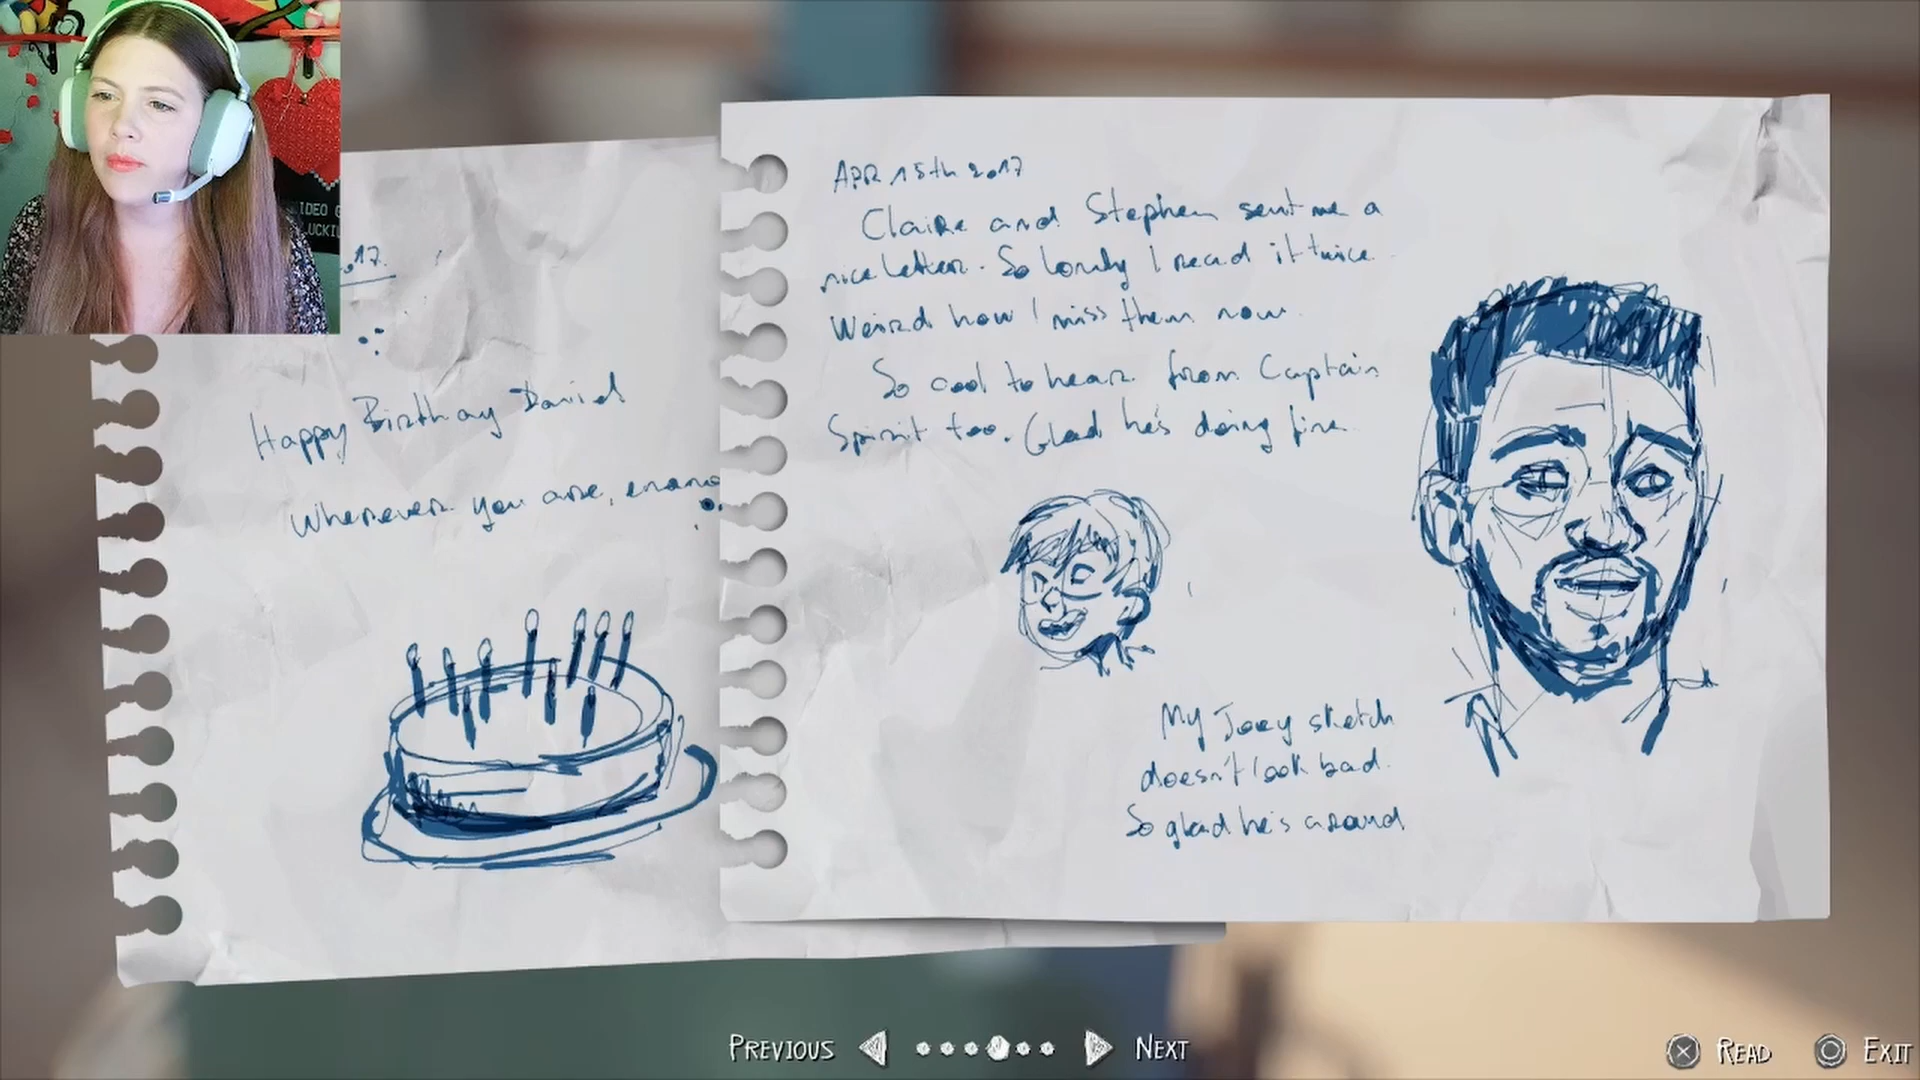 .17
Happy Birthday Daniel
Wherever you are, enano
APR 15th 2017
Claire and Stephen sent me a
nice letter. So lonely I read it twice
Weird how I miss them now
So cool to hear from Captain
Spirit too. Glad he's doing fine
My Joey sketch
doesn't look bad.
So glad he's around
PREVIOUS
NEXT
READ
EXIT